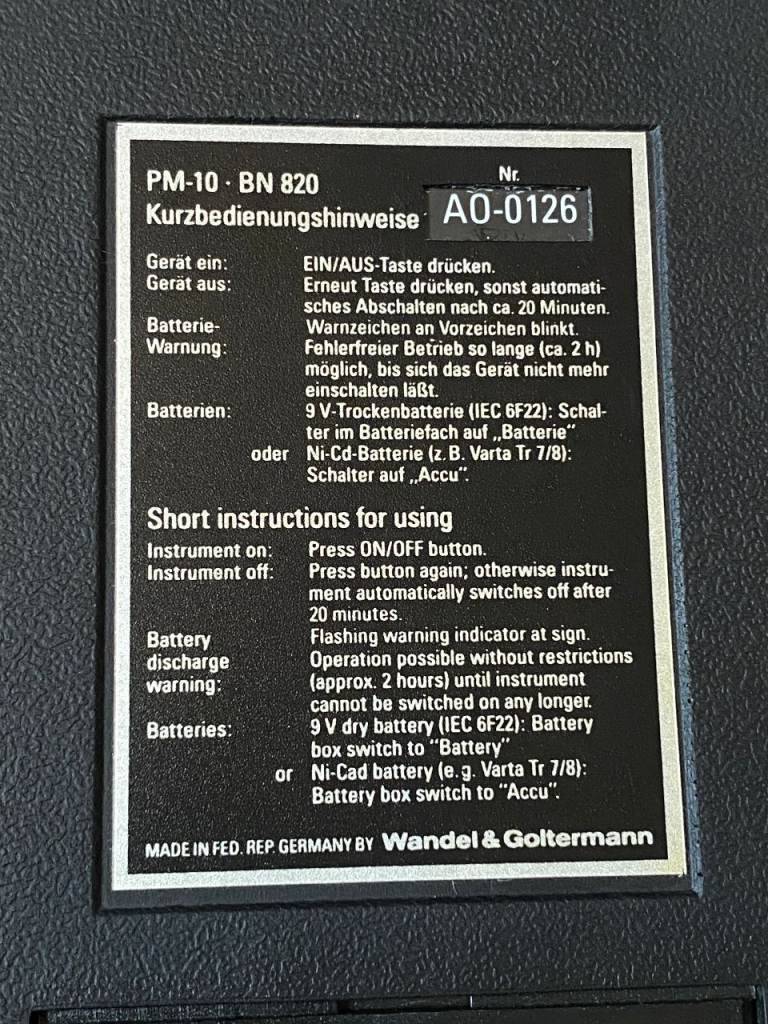 Nr.
PM-10 · BN 820
Kurzbedienungshinweise AO-0126
Gerät ein: EIN/AUS-Taste drücken.
Gerät aus: Erneut Taste drücken, sonst automati-
sches Abschalten nach ca. 20 Minuten.
Batterie- Warnzeichen an Vorzeichen blinkt.
Warnung: Fehlerfreier Betrieb so lange (ca. 2 h)
möglich, bis sich das Gerät nicht mehr
einschalten läßt.
Batterien: 9 V-Trockenbatterie (IEC 6F22): Schal-
ter im Batteriefach auf „Batterie"
oder Ni-Cd-Batterie (z. B. Varta Tr 7/8):
Schalter auf „Accu".
Short instructions for using
Instrument on: Press ON/OFF button.
Instrument off: Press button again; otherwise instru-
ment automatically switches off after
20 minutes.
Battery Flashing warning indicator at sign.
discharge Operation possible without restrictions
warning: (approx. 2 hours) until instrument
cannot be switched on any longer.
Batteries: 9 V dry battery (IEC 6F22): Battery
box switch to "Battery"
or Ni-Cad battery (e. g. Varta Tr 7/8):
Battery box switch to "Accu".
MADE IN FED. REP. GERMANY BY Wandel & Goltermann